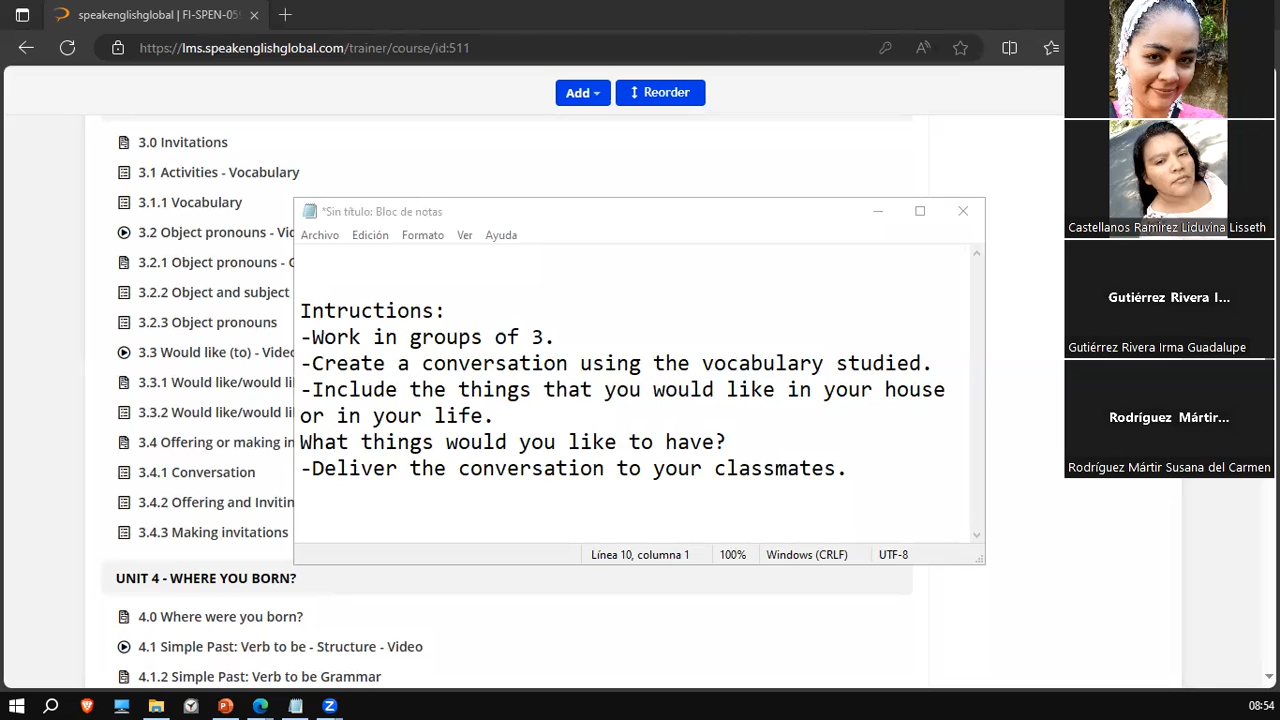 speakenglishglobal | FI-SPEN-05
https://lms.speakenglishglobal.com/trainer/course/id:511
Add
Reorder
3.0 Invitations
3.1 Activities - Vocabulary
3.1.1 Vocabulary
3.2 Object pronouns - Vi
3.2.1 Object pronouns - G
3.2.2 Object and subject
3.2.3 Object pronouns
3.3 Would like (to) - Video
3.3.1 Would like/would li
3.3.2 Would like/would li
3.4 Offering or making in
3.4.1 Conversation
3.4.2 Offering and Invitin
3.4.3 Making invitations
UNIT 4 - WHERE YOU BORN?
4.0 Where were you born?
4.1 Simple Past: Verb to be - Structure - Video
4.1.2 Simple Past: Verb to be Grammar
*Sin título: Bloc de notas
Archivo Edición Formato Ver Ayuda
Intructions:
-Work in groups of 3.
-Create a conversation using the vocabulary studied.
-Include the things that you would like in your house
or in your life.
What things would you like to have?
-Deliver the conversation to your classmates.
Línea 10, columna 1 100% Windows (CRLF) UTF-8
Castellanos Ramirez Liduvina Lisseth
Gutiérrez Rivera I...
Gutiérrez Rivera Irma Guadalupe
Rodríguez Mártir...
Rodríguez Mártir Susana del Carmen
08:54